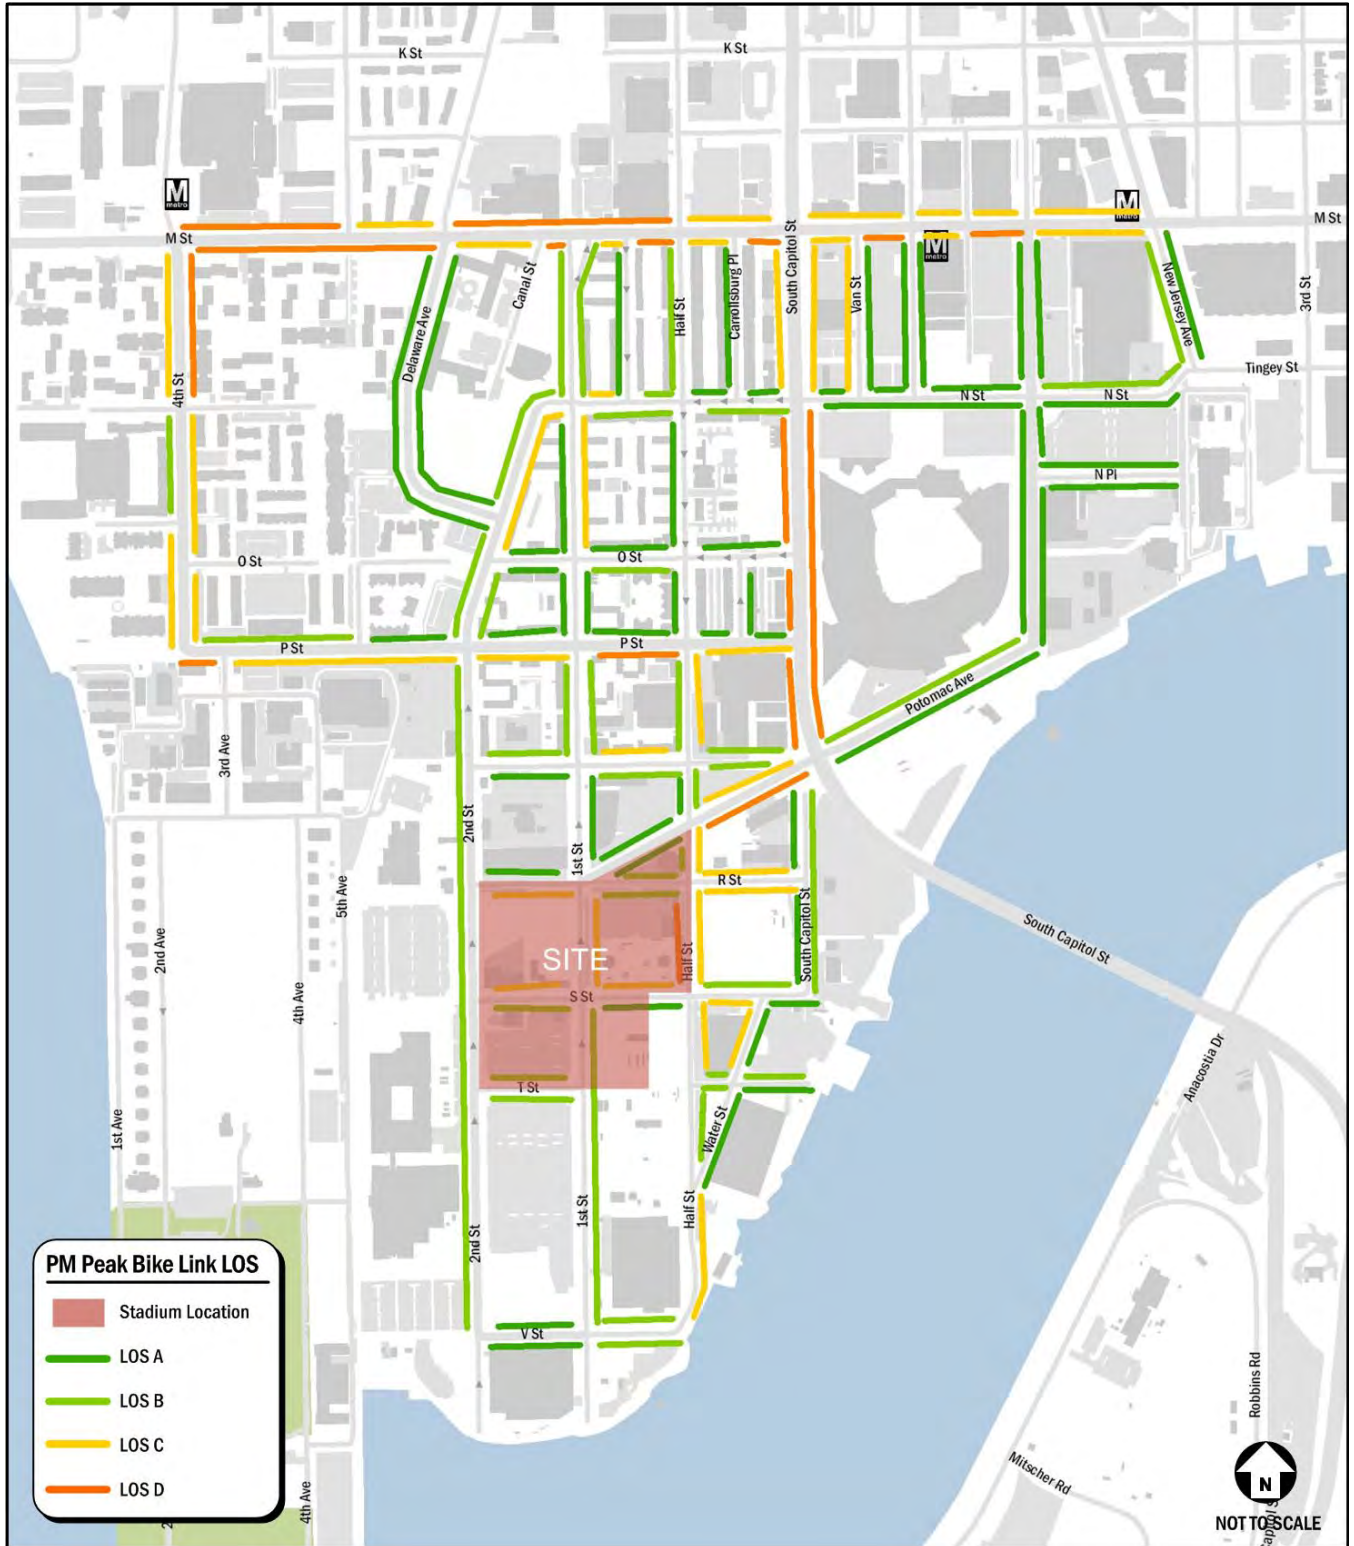 K St
K St
M
metro
M
metro
M St
M St
M
metro
Canal St
Half St
Carrollsburg Pl
South Capitol St
Van St
New Jersey Ave
3rd St
Delaware Ave
4th St
Tingey St
N St
N St
N Pl
O St
O St
P St
P St
Potomac Ave
3rd Ave
2nd St
1st St
5th Ave
R St
South Capitol St
South Capitol St
2nd Ave
SITE
Half St
4th Ave
S St
Anacostia Dr
T St
1st Ave
Water St
1st St
Half St
2nd St
PM Peak Bike Link LOS
Stadium Location
V St
LOS A
LOS B
Robbins Rd
LOS C
LOS D
4th Ave
Mitscher Rd
N
NOT TO SCALE